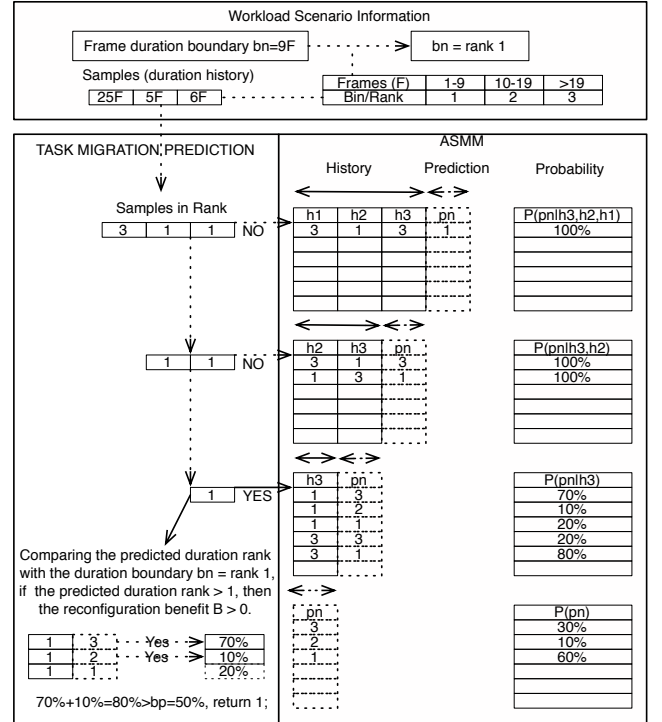 Workload Scenario Information
Frame duration boundary bn=9F
bn = rank 1
Samples (duration history)
25F 5F 6F
Frames (F) 1-9 10-19 >19
Bin/Rank 1 2 3
TASK MIGRATION PREDICTION
ASMM
History Prediction Probability
Samples in Rank
3 1 1 NO
h1 h2 h3 pn
3 1 3 1
P(pn|h3,h2,h1)
100%
1 1 NO
h2 h3 pn
3 1 3
1 3 1
P(pn|h3,h2)
100%
100%
1 YES
h3 pn
1 3
1 2
1 1
3 3
3 1
P(pn|h3)
70%
10%
20%
20%
80%
Comparing the predicted duration rank
with the duration boundary bn = rank 1,
if the predicted duration rank > 1, then
the reconfiguration benefit B > 0.
pn
3
2
1
P(pn)
30%
10%
60%
1 3 Yes 70%
1 2 Yes 10%
1 1 20%
70%+10%=80%>bp=50%, return 1;